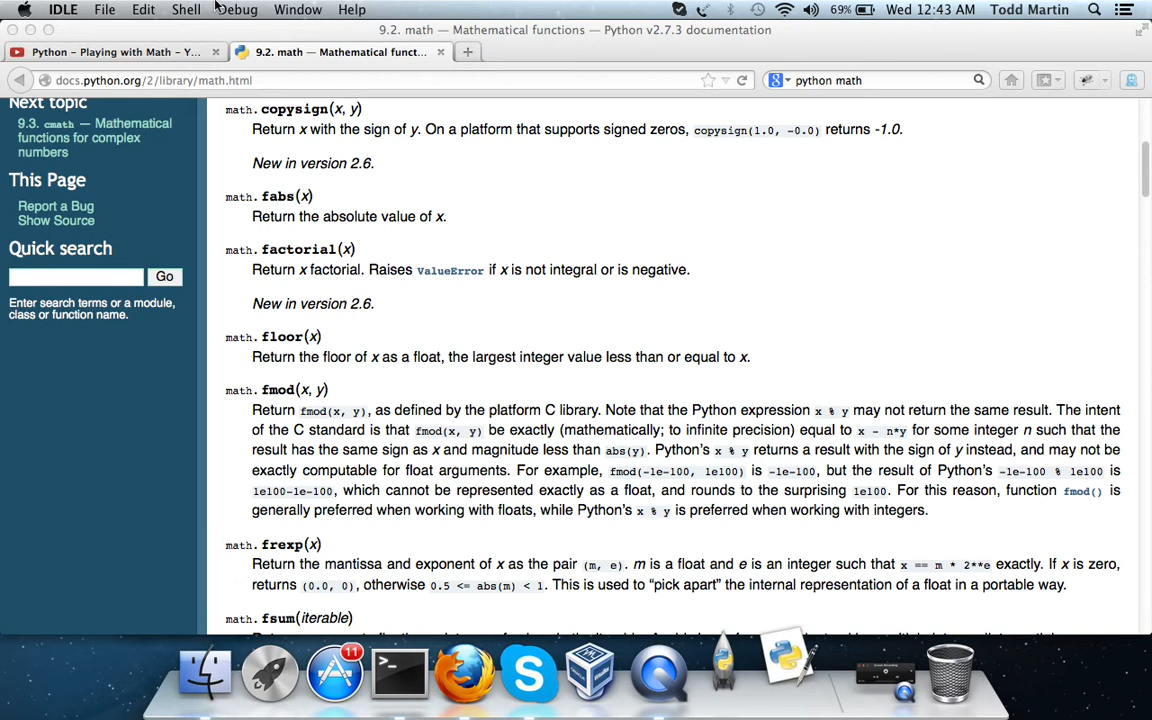 IDLE File Edit Shell Debug Window Help 69% Wed 12:43 AM Todd Martin
9.2. math — Mathematical functions — Python v2.7.3 documentation
Python - Playing with Math - Y... 9.2. math — Mathematical funct...
docs.python.org/2/library/math.html python math
Next topic
9.3. cmath — Mathematical
functions for complex
numbers
This Page
Report a Bug
Show Source
Quick search
Go
Enter search terms or a module,
class or function name.
math.copysign(x, y)
Return x with the sign of y. On a platform that supports signed zeros, copysign(1.0, -0.0) returns -1.0.
New in version 2.6.
math.fabs(x)
Return the absolute value of x.
math.factorial(x)
Return x factorial. Raises ValueError if x is not integral or is negative.
New in version 2.6.
math.floor(x)
Return the floor of x as a float, the largest integer value less than or equal to x.
math.fmod(x, y)
Return fmod(x, y), as defined by the platform C library. Note that the Python expression x % y may not return the same result. The intent
of the C standard is that fmod(x, y) be exactly (mathematically; to infinite precision) equal to x - n*y for some integer n such that the
result has the same sign as x and magnitude less than abs(y). Python's x % y returns a result with the sign of y instead, and may not be
exactly computable for float arguments. For example, fmod(-1e-100, 1e100) is -1e-100, but the result of Python's -1e-100 % 1e100 is
1e100-1e-100, which cannot be represented exactly as a float, and rounds to the surprising 1e100. For this reason, function fmod() is
generally preferred when working with floats, while Python's x % y is preferred when working with integers.
math.frexp(x)
Return the mantissa and exponent of x as the pair (m, e). m is a float and e is an integer such that x == m * 2**e exactly. If x is zero,
returns (0.0, 0), otherwise 0.5 <= abs(m) < 1. This is used to “pick apart” the internal representation of a float in a portable way.
math.fsum(iterable)
11